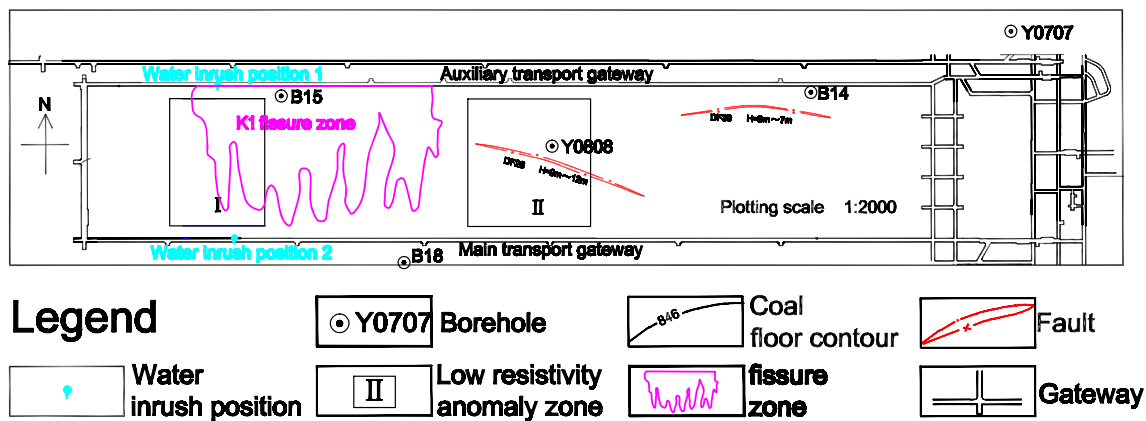 Y0707
Water inrush position 1
Auxiliary transport gateway
N
B15
B14
K1 fissure zone
DF39 H=6m～7m
Y0808
DF38 H=9m～12m
I
II
Plotting scale 1:2000
Water inrush position 2
Main transport gateway
B18
Legend
Y0707 Borehole
846
Coal
floor contour
Fault
Water
inrush position
II
Low resistivity
anomaly zone
fissure
zone
Gateway